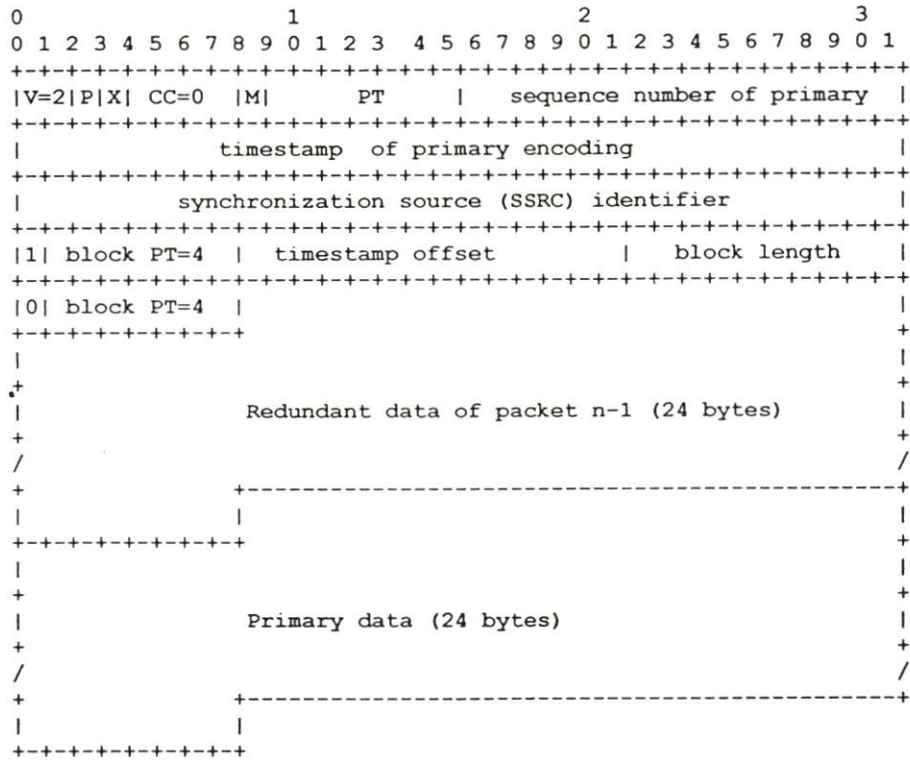 0                   1                   2                   3
0 1 2 3 4 5 6 7 8 9 0 1 2 3  4 5 6 7 8 9 0 1 2 3 4 5 6 7 8 9 0 1
+-+-+-+-+-+-+-+-+-+-+-+-+-+-+-+-+-+-+-+-+-+-+-+-+-+-+-+-+-+-+-+-+
|V=2|P|X| CC=0  |M|      PT     |   sequence number of primary  |
+-+-+-+-+-+-+-+-+-+-+-+-+-+-+-+-+-+-+-+-+-+-+-+-+-+-+-+-+-+-+-+-+
|              timestamp  of primary encoding                   |
+-+-+-+-+-+-+-+-+-+-+-+-+-+-+-+-+-+-+-+-+-+-+-+-+-+-+-+-+-+-+-+-+
|           synchronization source (SSRC) identifier            |
+-+-+-+-+-+-+-+-+-+-+-+-+-+-+-+-+-+-+-+-+-+-+-+-+-+-+-+-+-+-+-+-+
|1| block PT=4  |  timestamp offset         |   block length    |
+-+-+-+-+-+-+-+-+-+-+-+-+-+-+-+-+-+-+-+-+-+-+-+-+-+-+-+-+-+-+-+-+
|0| block PT=4  |                                               |
+-+-+-+-+-+-+-+-+                                               +
|                                                               |
+                                                               +
|                Redundant data of packet n-1 (24 bytes)        |
+                                                               +
/                                                               /
+               +-----------------------------------------------+
|               |                                               |
+-+-+-+-+-+-+-+-+                                               +
|                                                               |
+                                                               +
|                Primary data (24 bytes)                        |
+                                                               +
/                                                               /
+               +-----------------------------------------------+
|               |
+-+-+-+-+-+-+-+-+